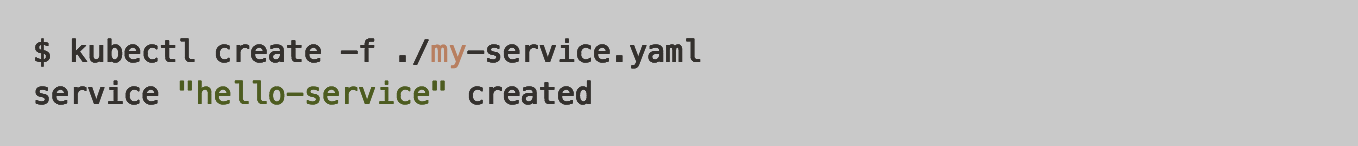 $ kubectl create -f ./my-service.yaml
service "hello-service" created